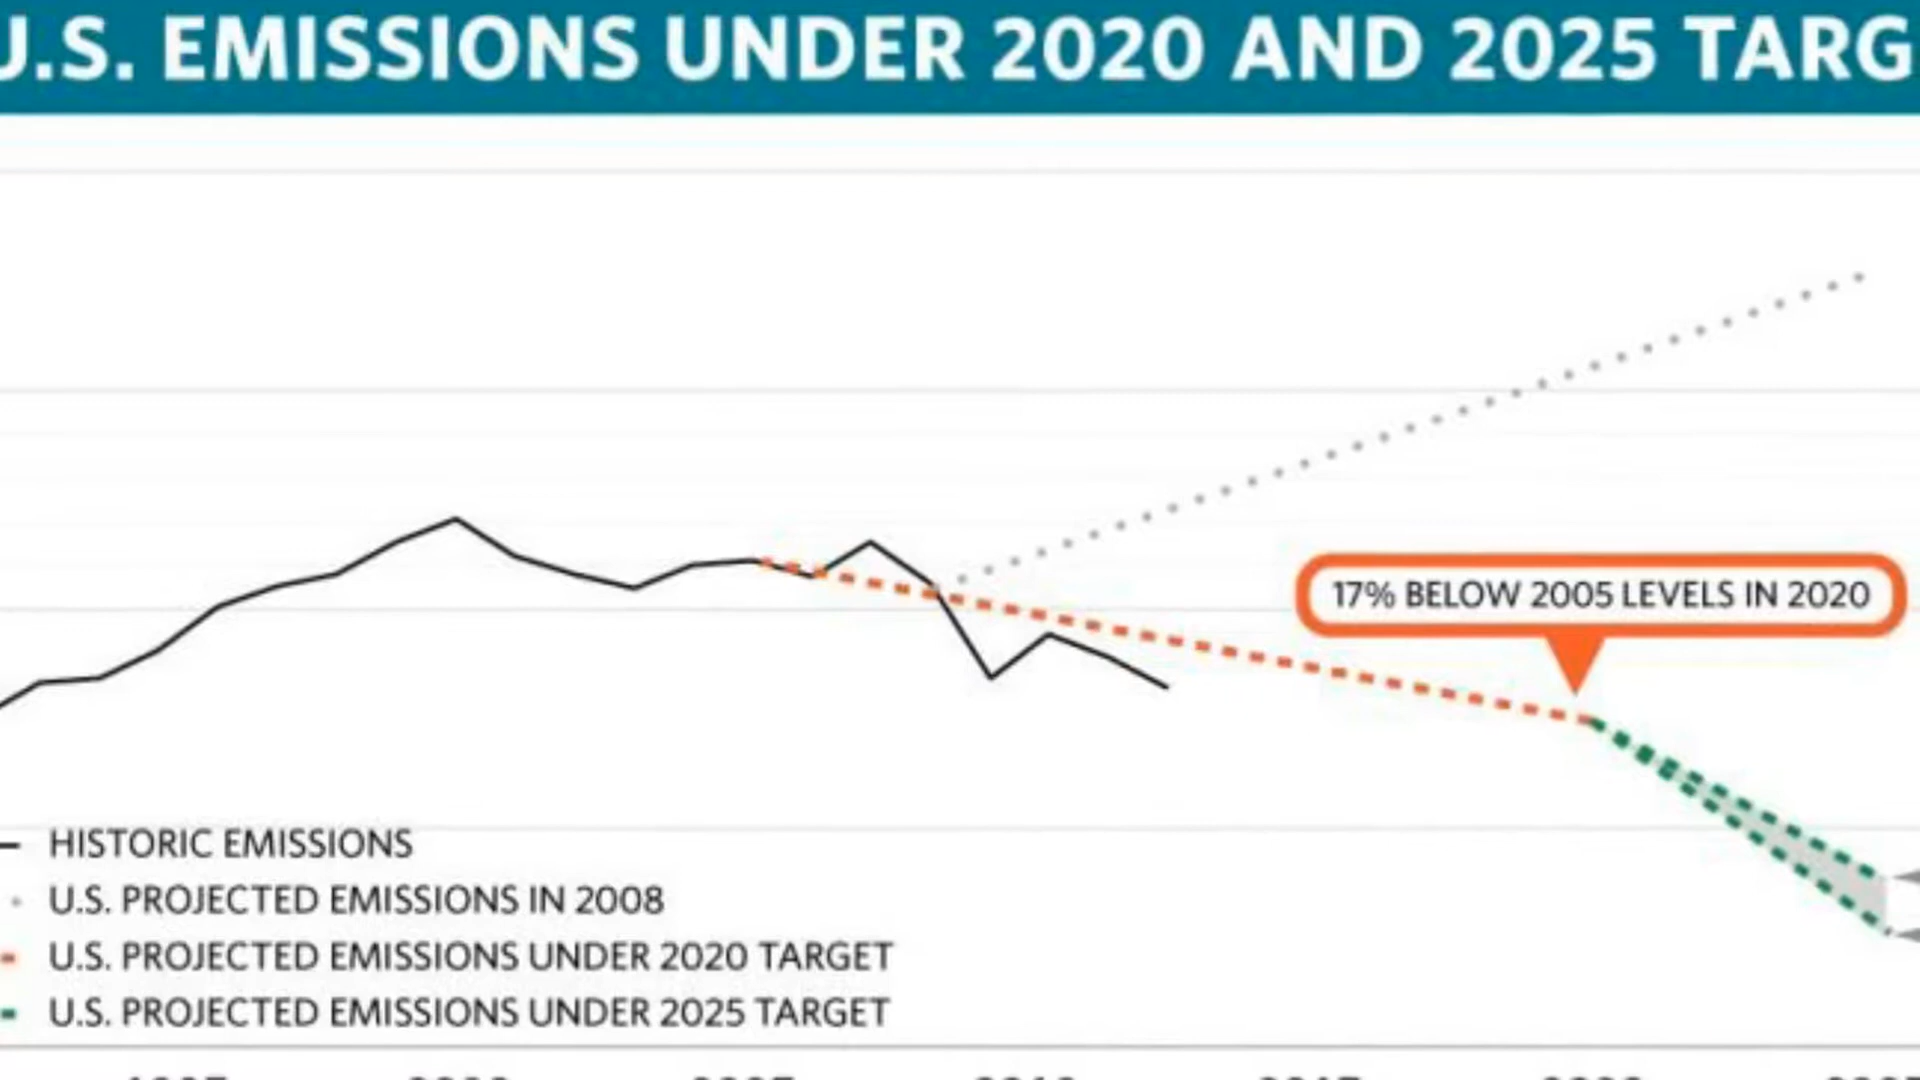 U.S. EMISSIONS UNDER 2020 AND 2025 TARG
17% BELOW 2005 LEVELS IN 2020
HISTORIC EMISSIONS
U.S. PROJECTED EMISSIONS IN 2008
U.S. PROJECTED EMISSIONS UNDER 2020 TARGET
U.S. PROJECTED EMISSIONS UNDER 2025 TARGET